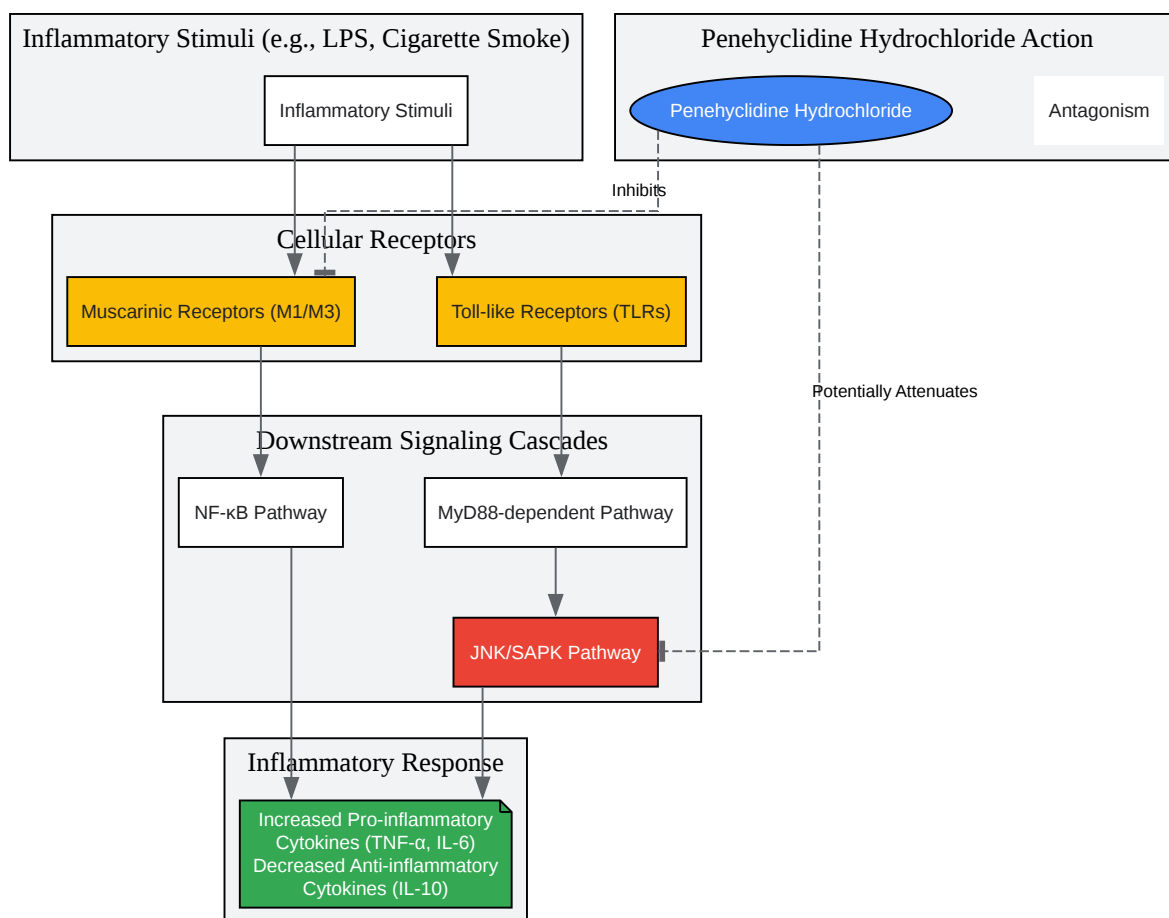 Inflammatory Stimuli (e.g., LPS, Cigarette Smoke)
Inflammatory Stimuli
Penehyclidine Hydrochloride Action
Penehyclidine Hydrochloride
Antagonism
Inhibits
Cellular Receptors
Muscarinic Receptors (M1/M3)
Toll-like Receptors (TLRs)
Potentially Attenuates
Downstream Signaling Cascades
NF-κB Pathway
MyD88-dependent Pathway
JNK/SAPK Pathway
Inflammatory Response
Increased Pro-inflammatory
Cytokines (TNF-α, IL-6)
Decreased Anti-inflammatory
Cytokines (IL-10)